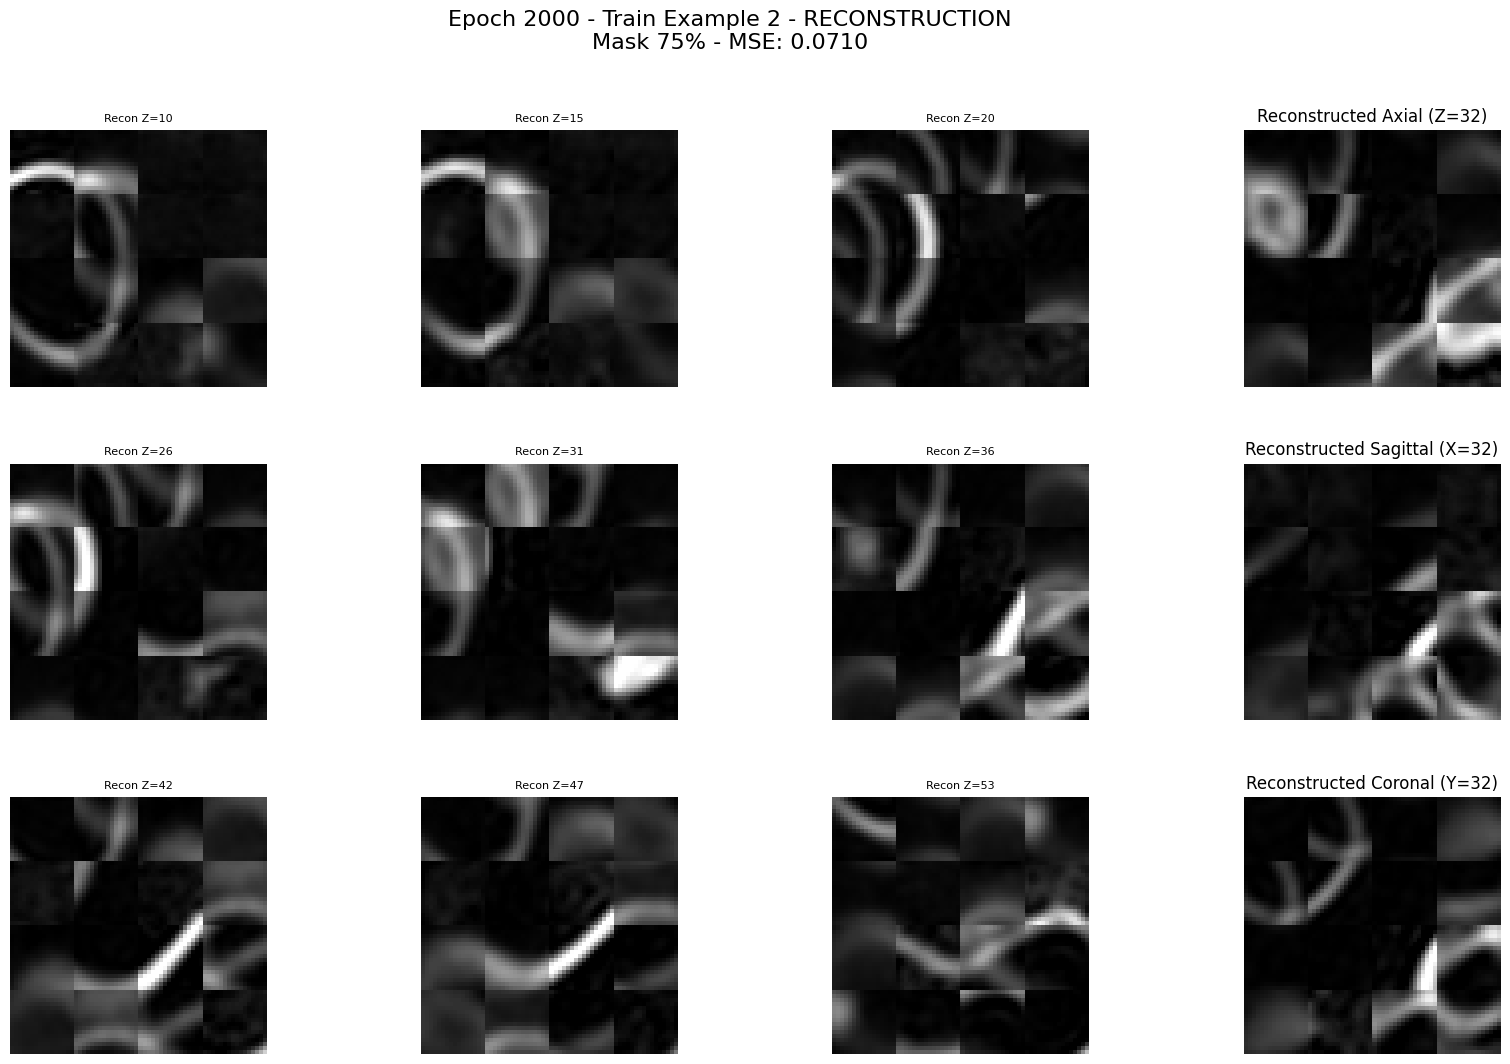 Epoch 2000 - Train Example 2 - RECONSTRUCTION
Mask 75% - MSE: 0.0710
Recon Z=10
Recon Z=15
Recon Z=20
Reconstructed Axial (Z=32)
Recon Z=26
Recon Z=31
Recon Z=36
Reconstructed Sagittal (X=32)
Recon Z=42
Recon Z=47
Recon Z=53
Reconstructed Coronal (Y=32)